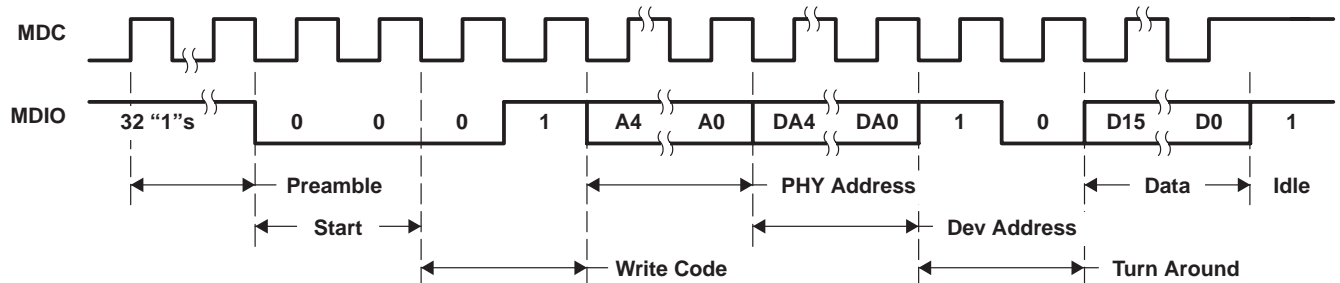 MDC
MDIO
32 “1”s 0 0 0 1 A4 A0 DA4 DA0 1 0 D15 D0 1
Preamble PHY Address Data Idle
Start Dev Address
Write Code Turn Around